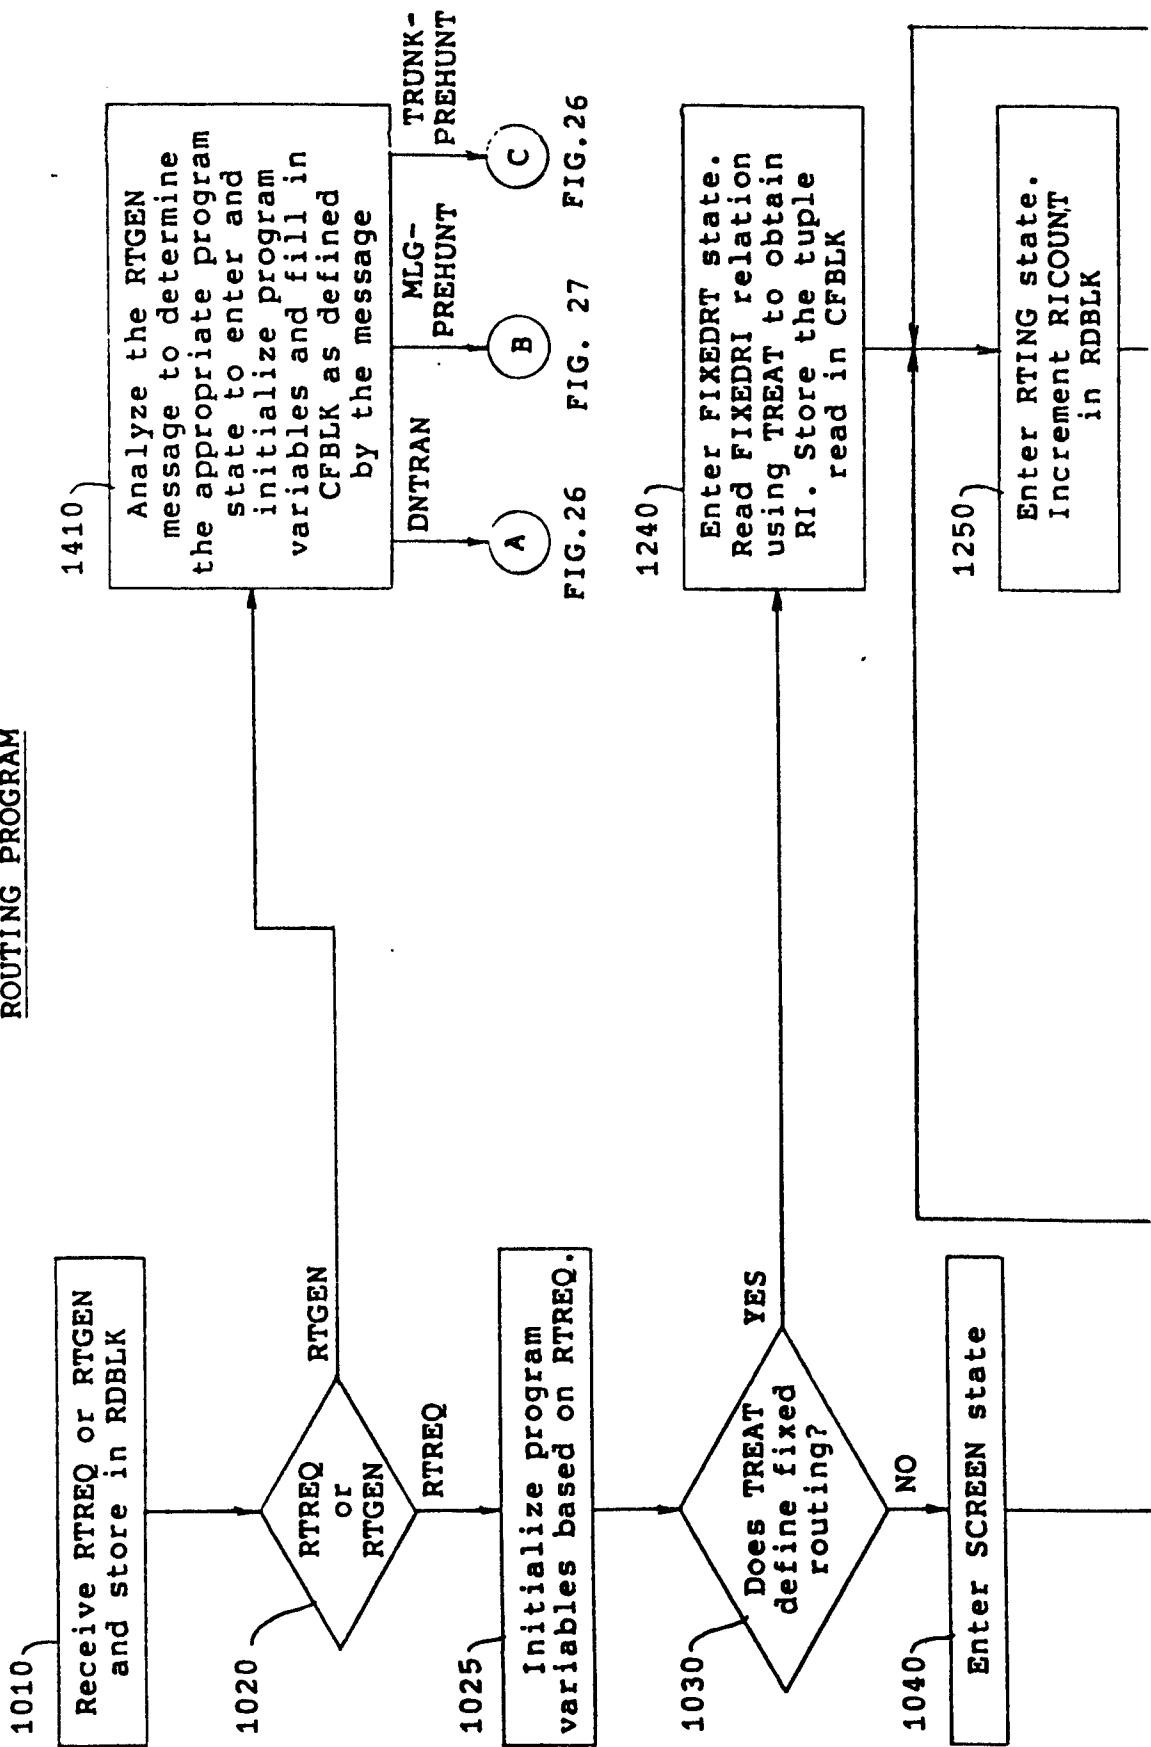 ROUTING PROGRAM
1010
Receive RTREQ or RTGEN
and store in RDBLK
1020
RTREQ
or
RTGEN
RTGEN
RTREQ
1025
Initialize program
variables based on RTREQ.
1030
Does TREAT
define fixed
routing?
YES
NO
1040
Enter SCREEN state
1410
Analyze the RTGEN
message to determine
the appropriate program
state to enter and
initialize program
variables and fill in
CFBLK as defined
by the message
DNTRAN
MLG-
PREHUNT
TRUNK-
PREHUNT
A
B
C
FIG.26
FIG. 27
FIG.26
1240
Enter FIXEDRT state.
Read FIXEDRI relation
using TREAT to obtain
RI. Store the tuple
read in CFBLK
1250
Enter RTING state.
Increment RICOUNT
in RDBLK